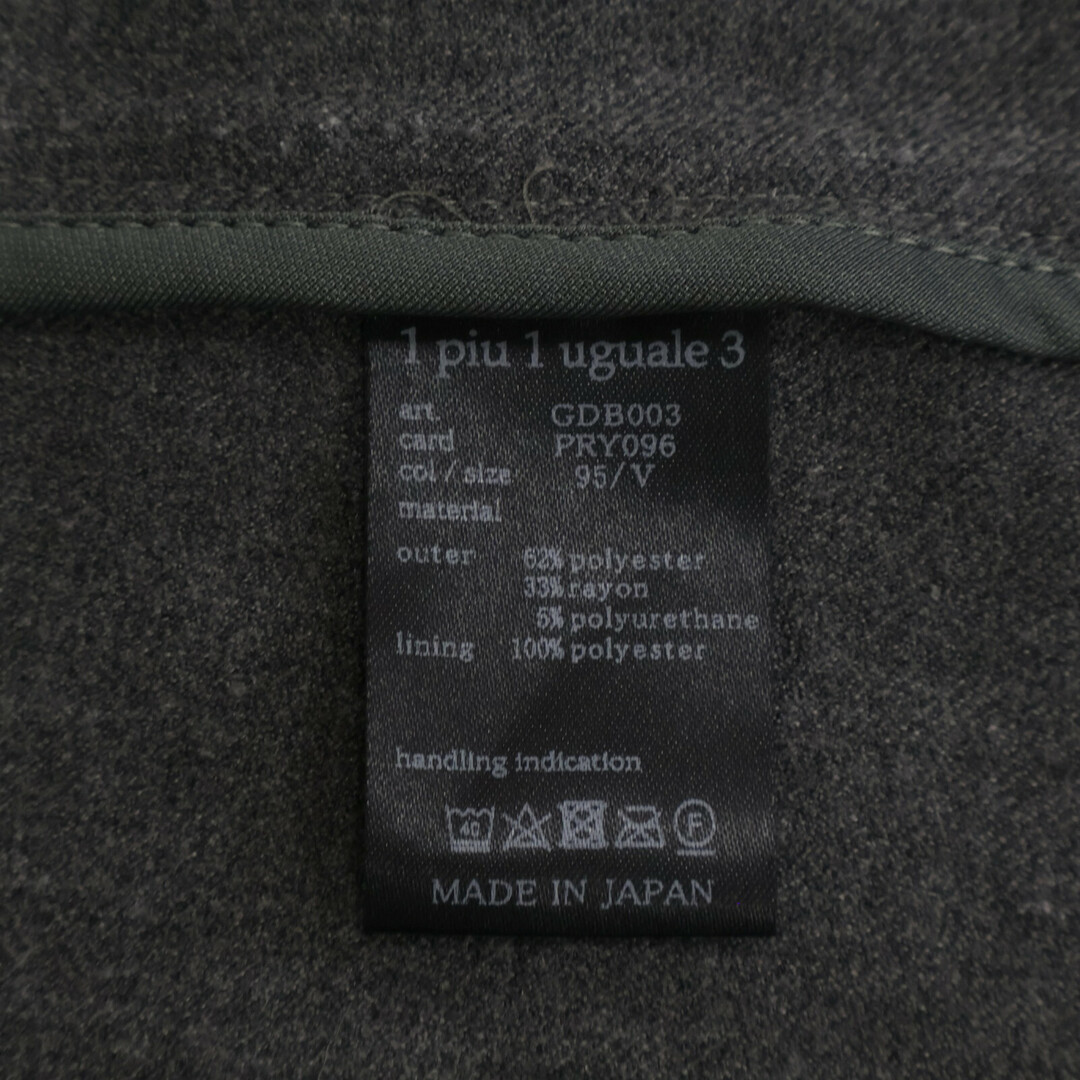 1 piu 1 uguale 3
art. GDB003
card PRY096
col / size 95/V
material
outer 62% polyester
33% rayon
5% polyurethane
lining 100% polyester
handling indication
40 F
MADE IN JAPAN